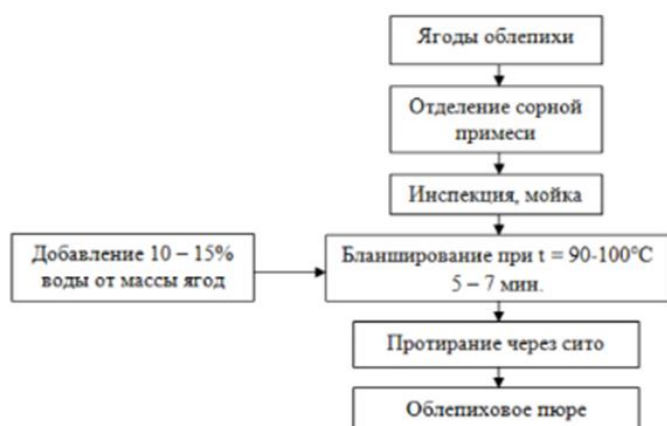 Ягоды облепихи
Отделение сорной
примеси
Инспекция, мойка
Добавление 10 – 15%
воды от массы ягод
Бланширование при t = 90-100°C
5 – 7 мин.
Протирание через сито
Облепиховое пюре